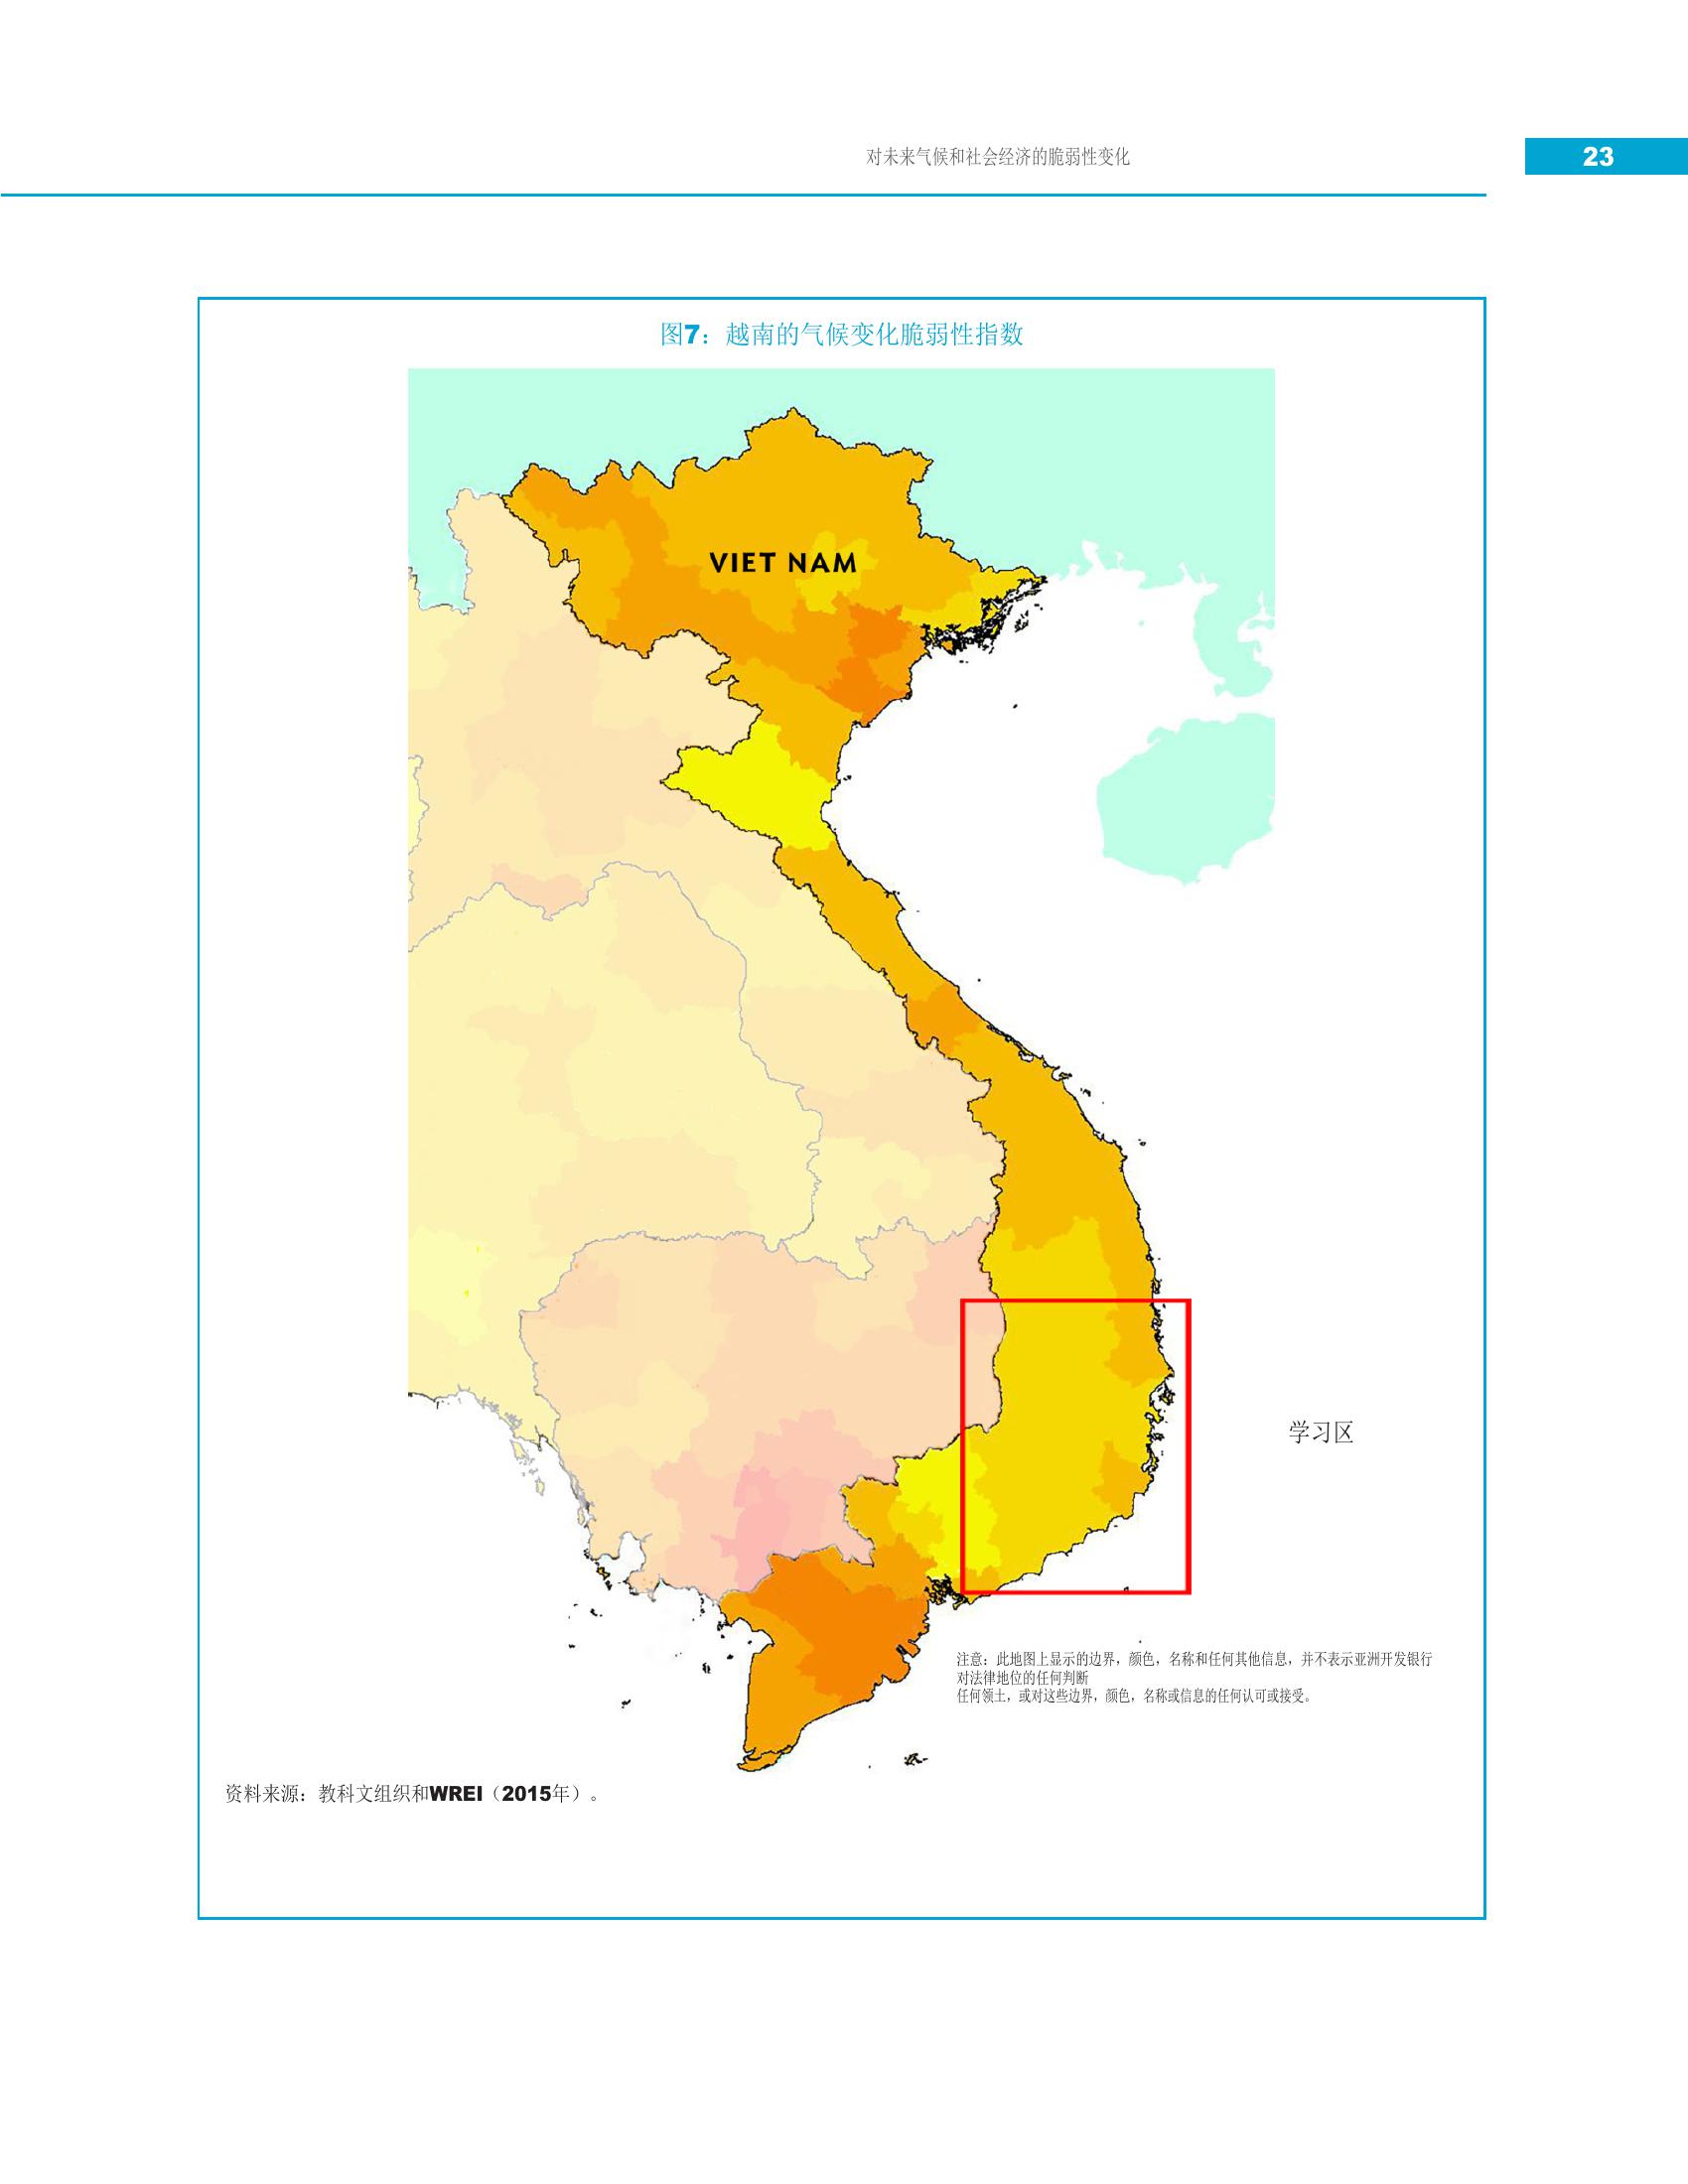 对未来气候和社会经济的脆弱性变化
23
图7：越南的气候变化脆弱性指数
VIET NAM
学习区
注意：此地图上显示的边界，颜色，名称和任何其他信息，并不表示亚洲开发银行
对法律地位的任何判断
任何领土，或对这些边界，颜色，名称或信息的任何认可或接受。
资料来源：教科文组织和WREI（2015年）。